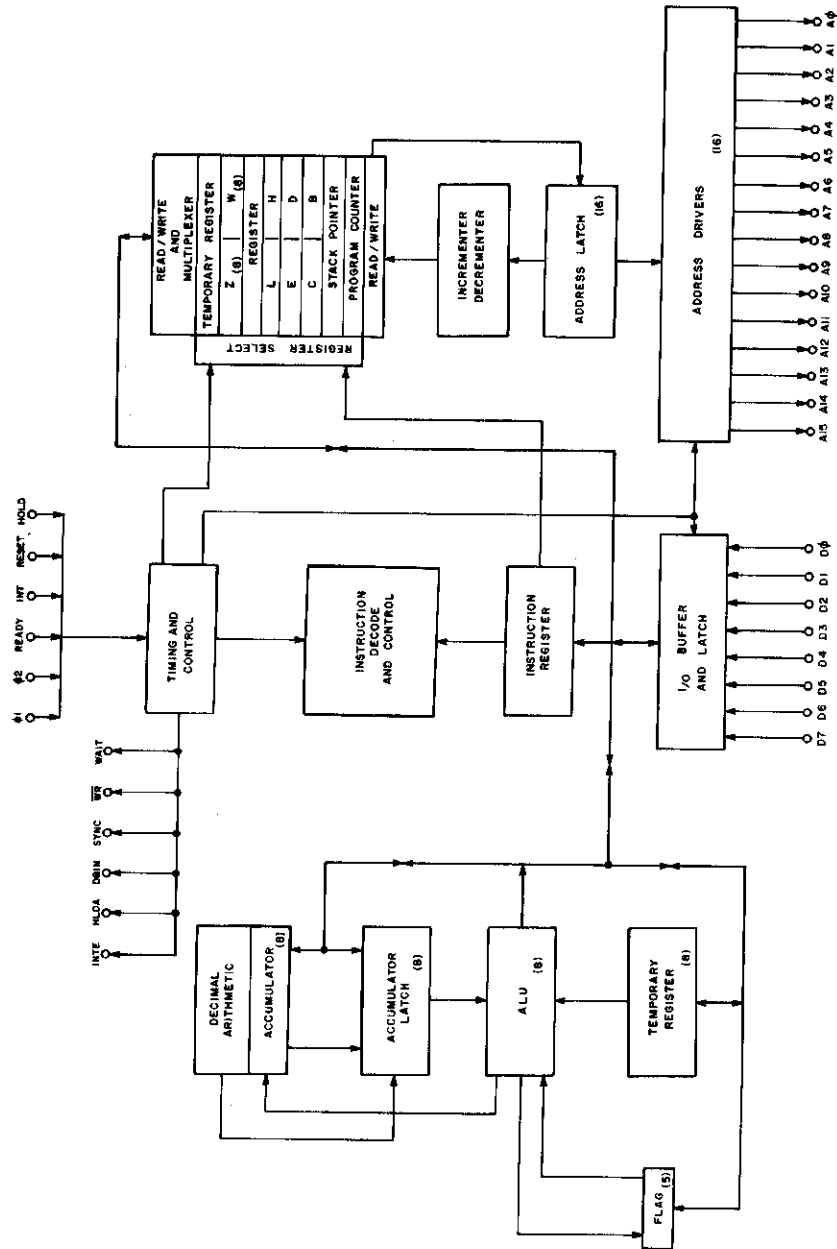 φ1
φ2
READY
INT
RESET
HOLD
INTE
HLDA
DBIN
SYNC
WR
WAIT
TIMING AND
CONTROL
INSTRUCTION
DECODE
AND CONTROL
INSTRUCTION
REGISTER
I/O BUFFER
AND LATCH
D7
D6
D5
D4
D3
D2
D1
Dφ
DECIMAL
ARITHMETIC
ACCUMULATOR
(8)
ACCUMULATOR
LATCH
(8)
ALU
(8)
TEMPORARY
REGISTER
(8)
FLAG
(5)
READ/WRITE
AND
MULTIPLEXER
TEMPORARY REGISTER
Z (8) W (8)
REGISTER
L H
E D
C B
STACK POINTER
PROGRAM COUNTER
READ/WRITE
REGISTER SELECT
INCREMENTER
DECREMENTER
ADDRESS LATCH
(16)
ADDRESS DRIVERS
(16)
A15
A14
A13
A12
A11
A10
A9
A8
A7
A6
A5
A4
A3
A2
A1
Aφ